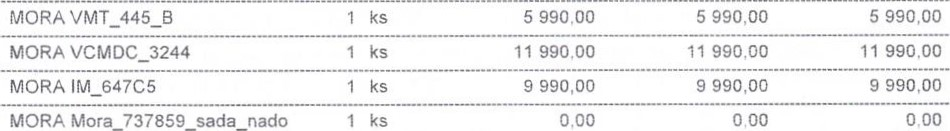 MORA VMT_445_B 1 ks 5 990,00 5 990,00 5 990,00
MORA VCMDC_3244 1 ks 11 990,00 11 990,00 11 990,00
MORA IM_647C5 1 ks 9 990,00 9 990,00 9 990,00
MORA Mora_737859_sada_nado 1 ks 0,00 0,00 0,00